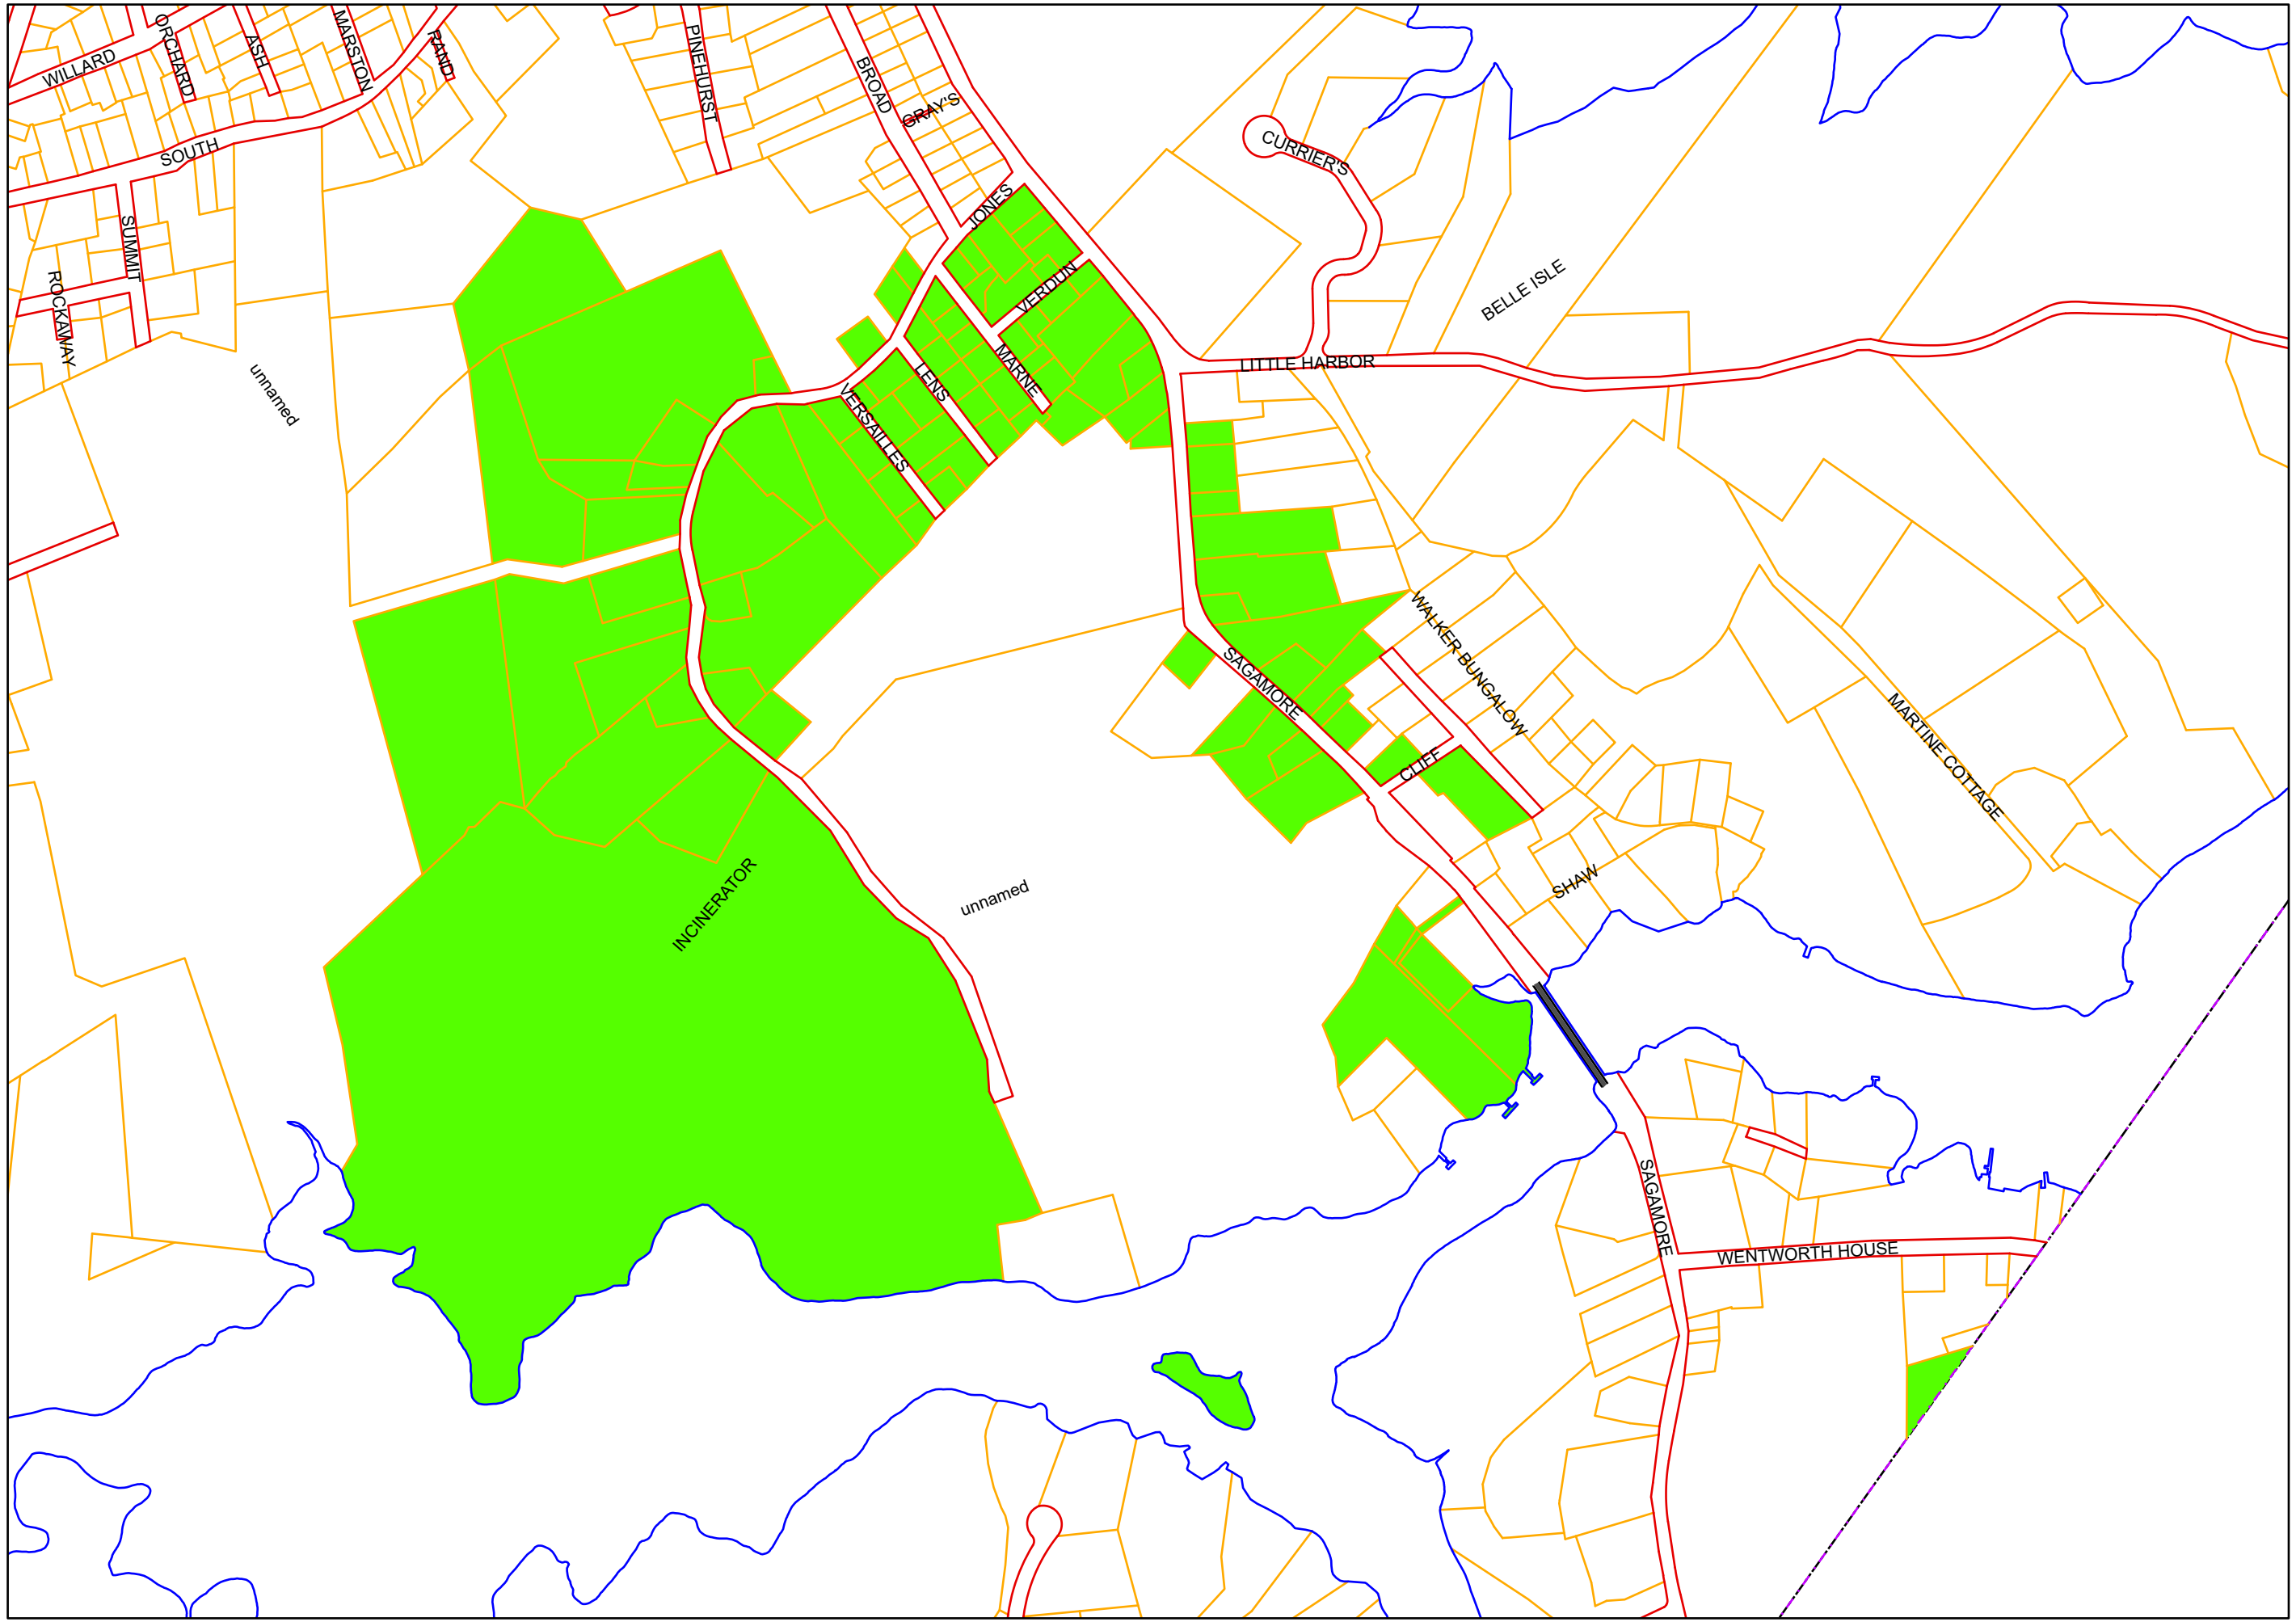 ORCHARD
ASH
MARSTON
RAND
PINEHURST
BROAD
GRAY'S
WILLARD
SOUTH
CURRIER'S
JONES
SUMMIT
ROCKAWAY
VERDUN
BELLE ISLE
unnamed
LENS
MARNE
LITTLE HARBOR
VERSAILLES
WALKER BUNGALOW
SAGAMORE
MARTINE COTTAGE
CLIFF
INCINERATOR
unnamed
SHAW
SAGAMORE
WENTWORTH HOUSE